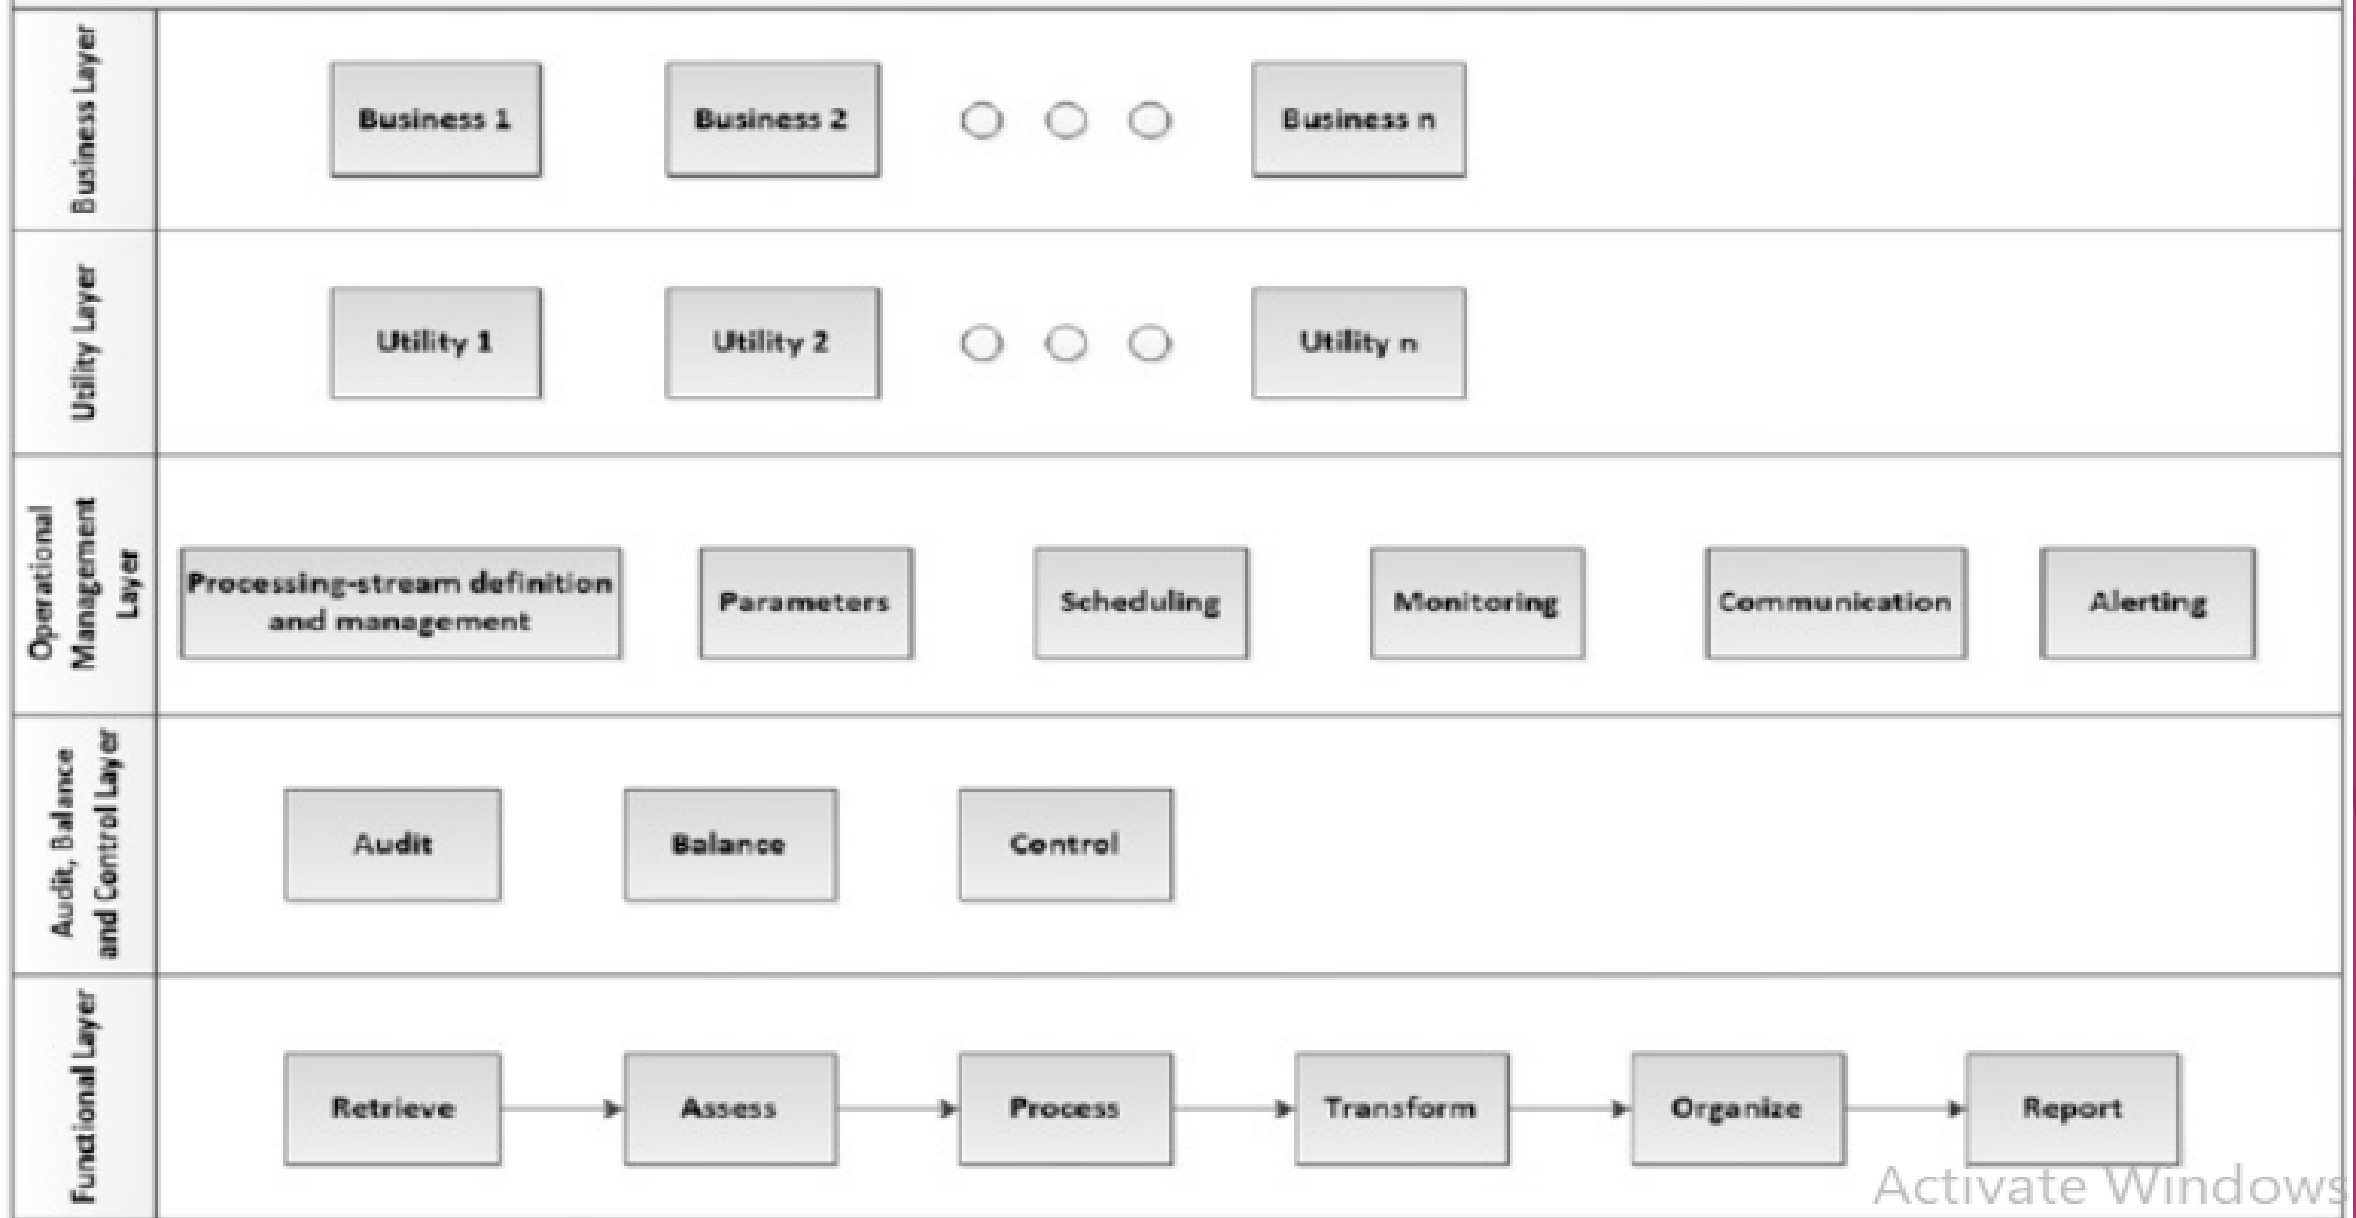 Business Layer
Business 1
Business 2
Business n
Utility Layer
Utility 1
Utility 2
Utility n
Operational
Management
Layer
Processing-stream definition
and management
Parameters
Scheduling
Monitoring
Communication
Alerting
Audit, Balance
and Control Layer
Audit
Balance
Control
Functional Layer
Retrieve
Assess
Process
Transform
Organize
Report
Activate Windows